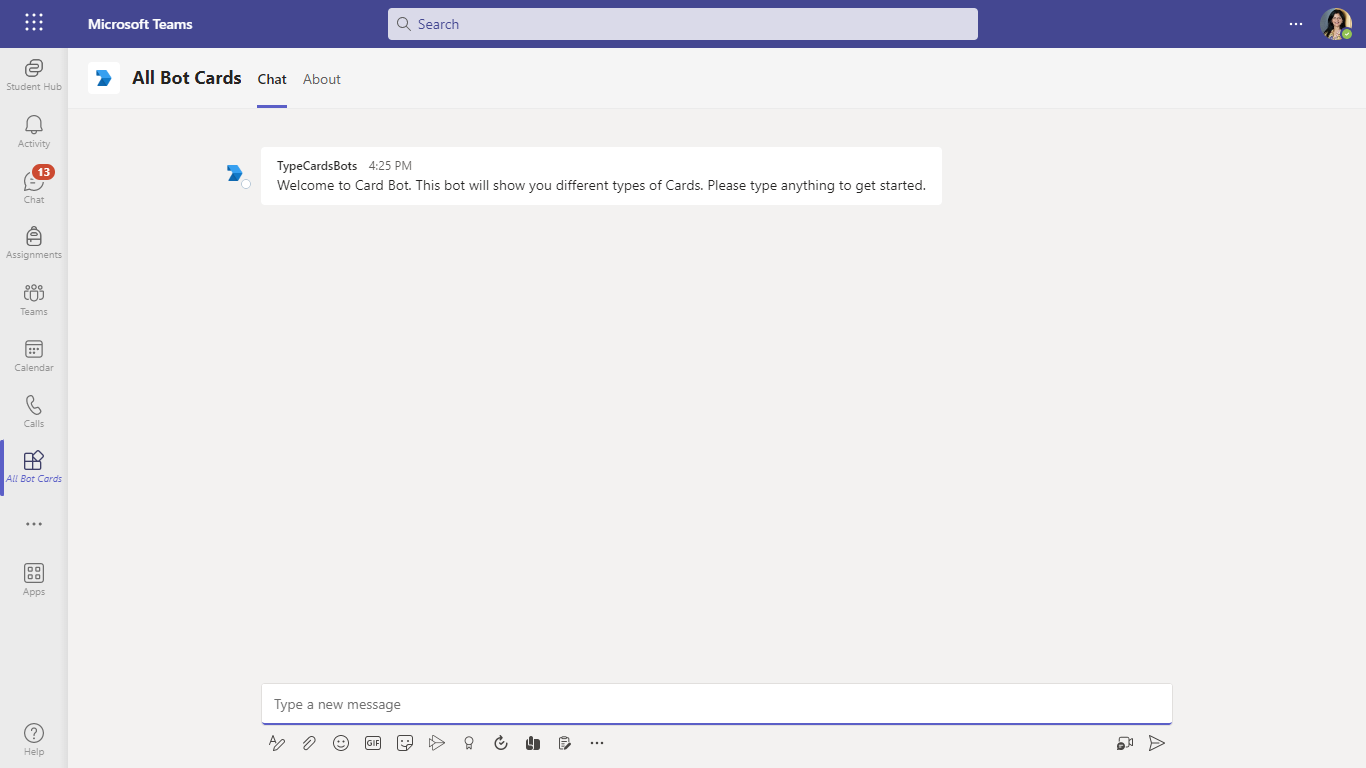 Microsoft Teams
Search
Student Hub
Activity
13
Chat
Assignments
Teams
Calendar
Calls
All Bot Cards
Apps
Help
All Bot Cards
Chat
About
TypeCardsBots 4:25 PM
Welcome to Card Bot. This bot will show you different types of Cards. Please type anything to get started.
Type a new message
GIF